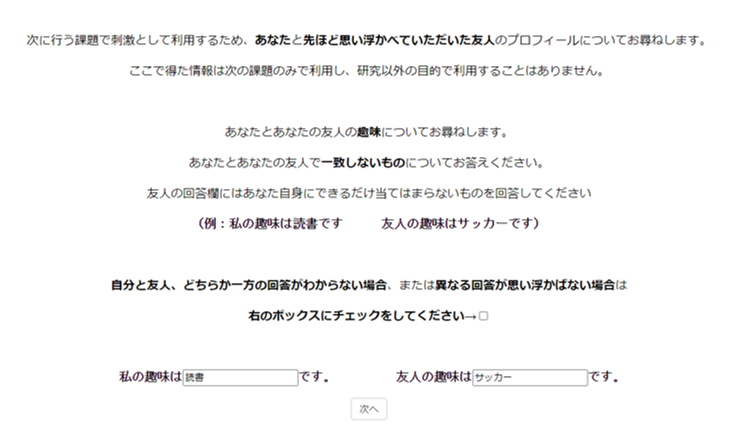 次に行う課題で刺激として利用するため、あなたと先ほど思い浮かべていただいた友人のプロフィールについてお尋ねします。
ここで得た情報は次の課題のみで利用し、研究以外の目的で利用することはありません。
あなたとあなたの友人の趣味についてお尋ねします。
あなたとあなたの友人で一致しないものについてお答えください。
友人の回答欄にはあなた自身にできるだけ当てはまらないものを回答してください
（例：私の趣味は読書です　　　友人の趣味はサッカーです）
自分と友人、どちらか一方の回答がわからない場合、または異なる回答が思い浮かばない場合は
右のボックスにチェックをしてください→
私の趣味は 読書 です。　　　友人の趣味は サッカー です。
次へ